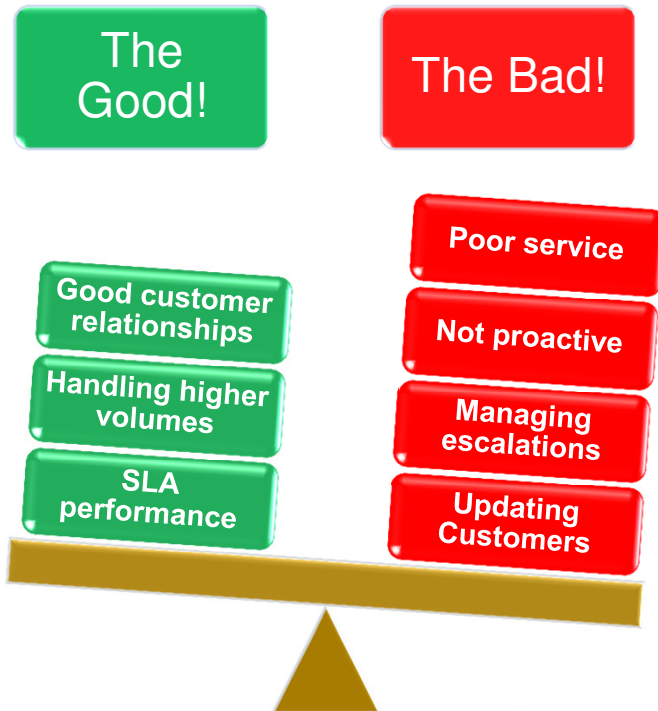 The
Good!
The Bad!
Good customer
relationships
Handling higher
volumes
SLA
performance
Poor service
Not proactive
Managing
escalations
Updating
Customers